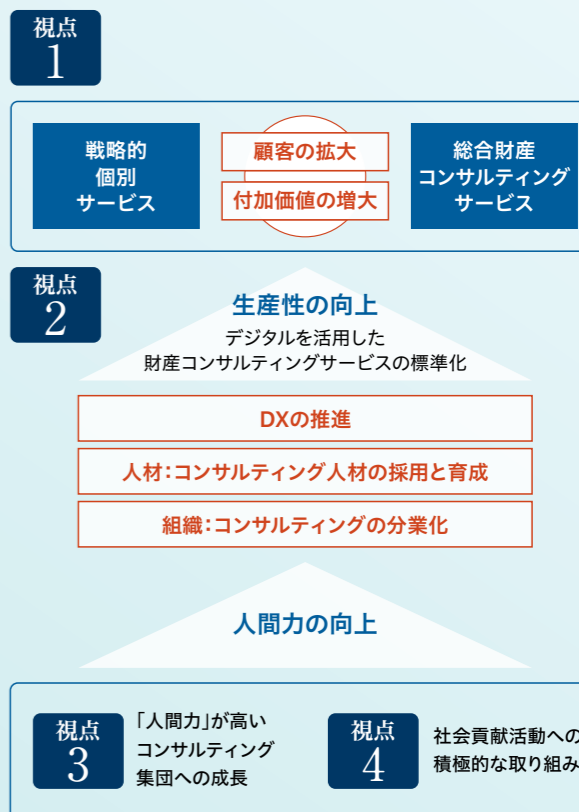 視点
1
戦略的
個別
サービス
顧客の拡大
付加価値の増大
総合財産
コンサルティング
サービス
視点
2
生産性の向上
デジタルを活用した
財産コンサルティングサービスの標準化
DXの推進
人材:コンサルティング人材の採用と育成
組織:コンサルティングの分業化
人間力の向上
視点
3
「人間力」が高い
コンサルティング
集団への成長
視点
4
社会貢献活動への
積極的な取り組み